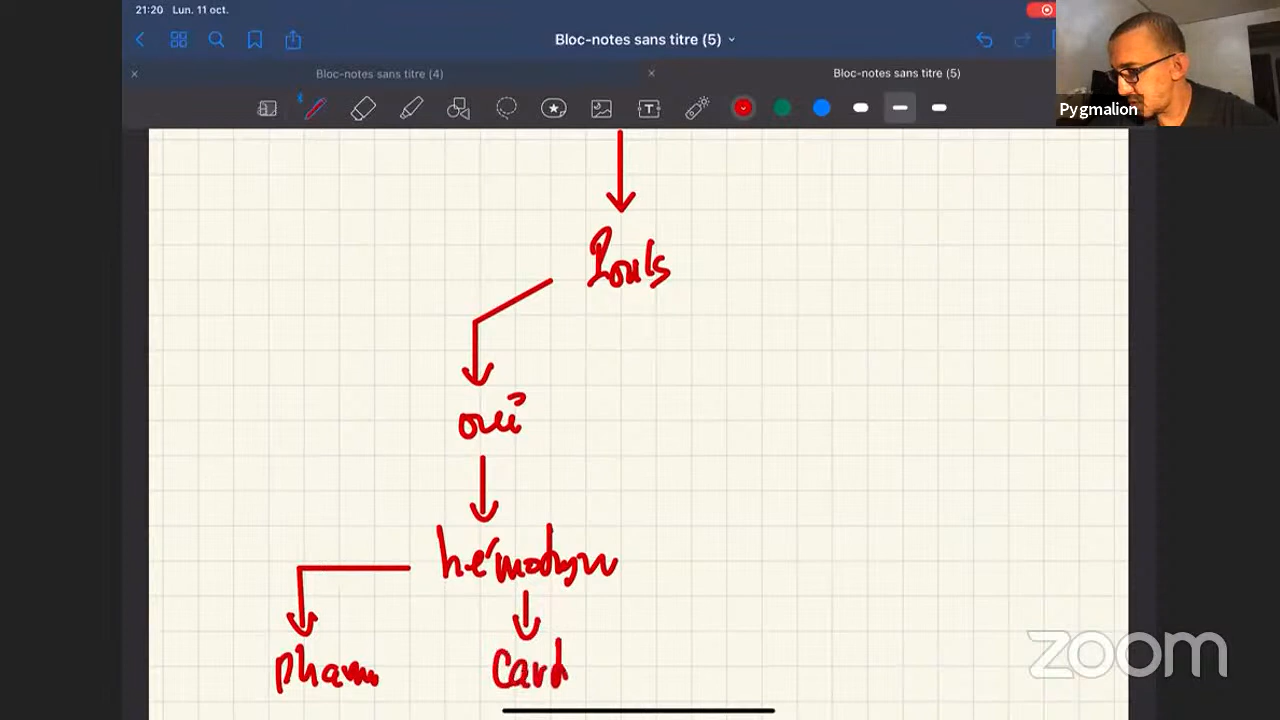 21:20 Lun. 11 oct.
Bloc-notes sans titre (5)
Bloc-notes sans titre (4)
Bloc-notes sans titre (5)
Pygmalion
Pouls
oui
hémodyn
pharm
Card
zoom